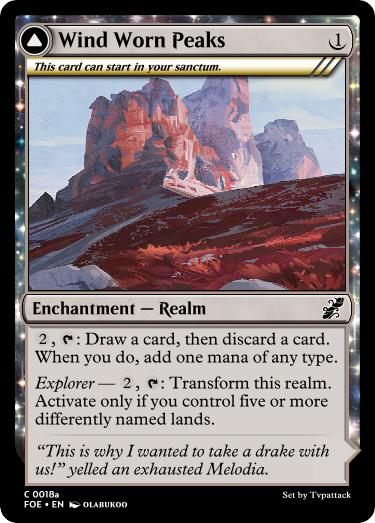 Wind Worn Peaks 1
This card can start in your sanctum.
Enchantment — Realm
2, : Draw a card, then discard a card.
When you do, add one mana of any type.
Explorer — 2, : Transform this realm.
Activate only if you control five or more
differently named lands.
“This is why I wanted to take a drake with
us!” yelled an exhausted Melodia.
C 0018a
Set by Tvpattack
FOE • EN OLABUKOO